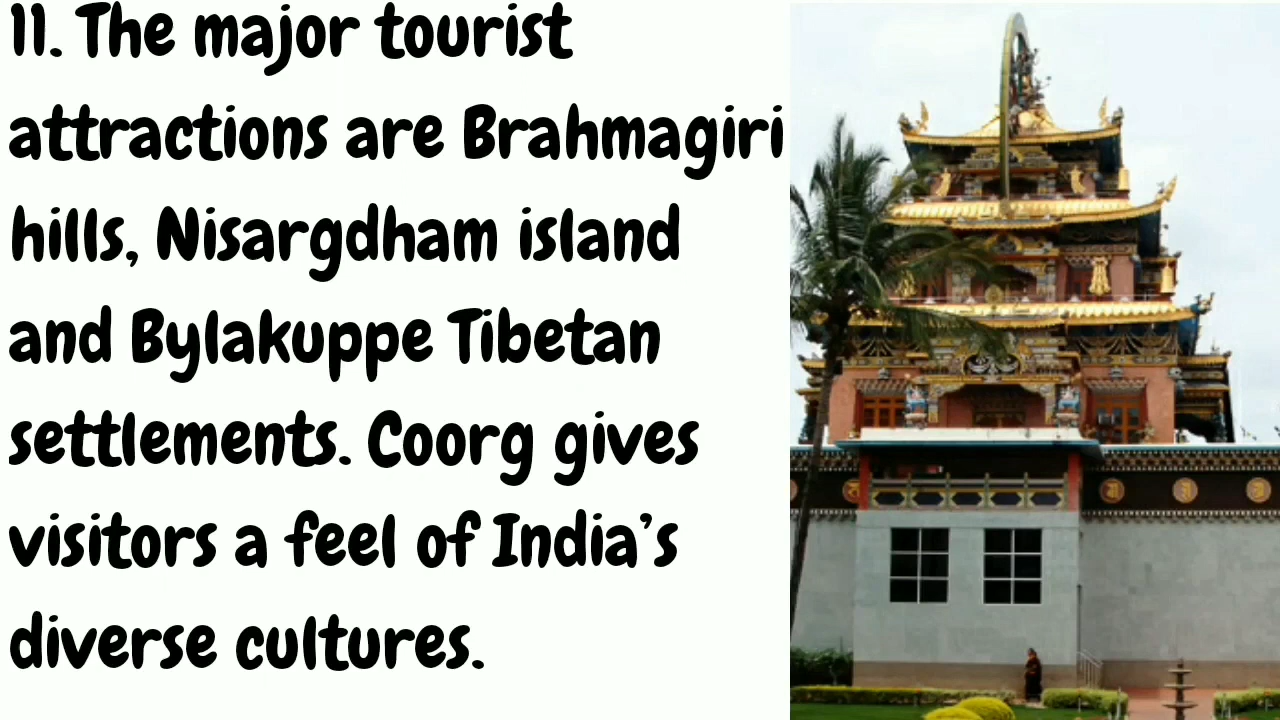 11. The major tourist
attractions are Brahmagiri
hills, Nisargdham island
and Bylakuppe Tibetan
settlements. Coorg gives
visitors a feel of India’s
diverse cultures.